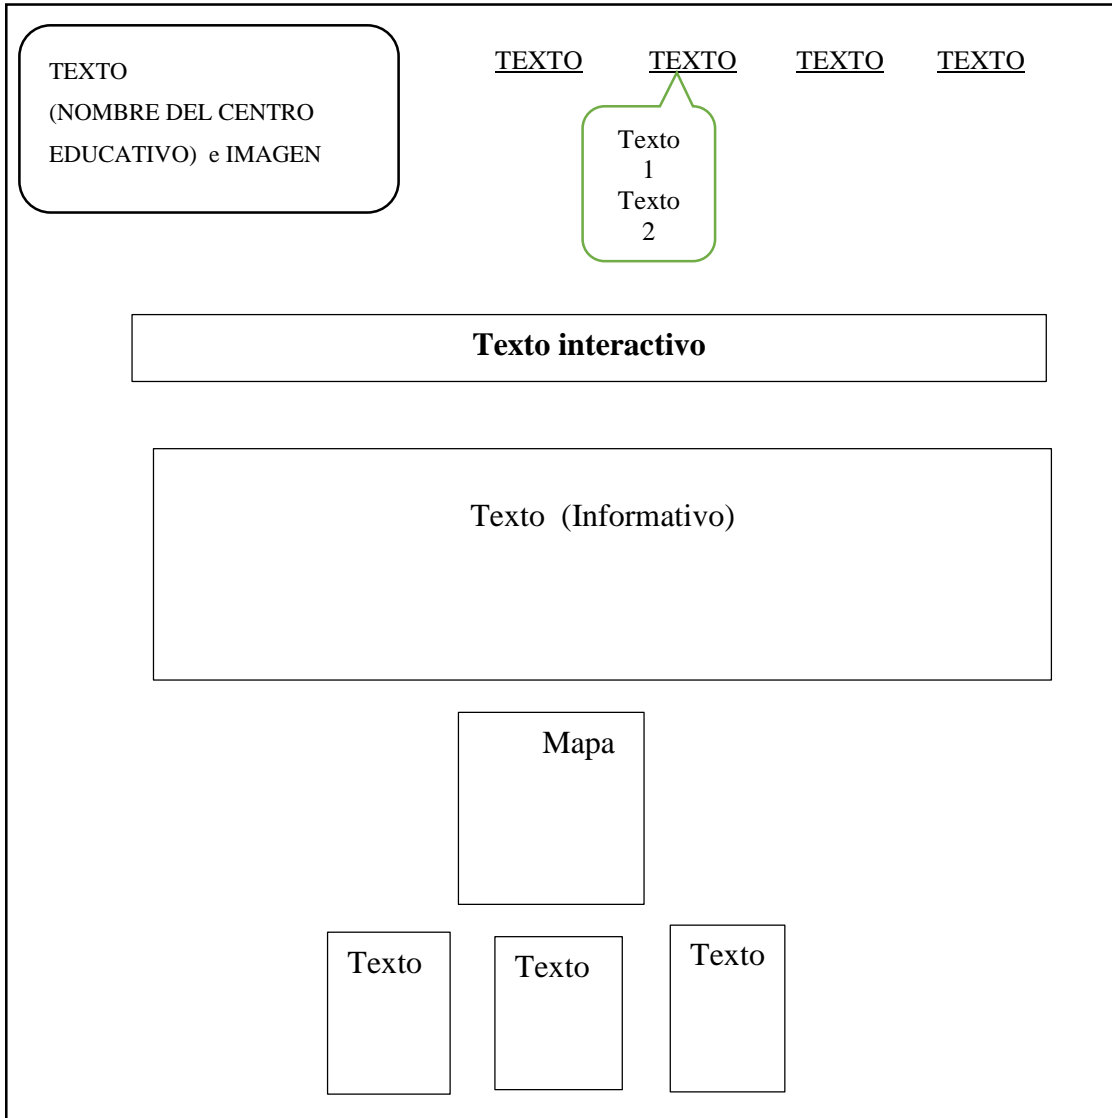 TEXTO
(NOMBRE DEL CENTRO
EDUCATIVO) e IMAGEN
TEXTO TEXTO TEXTO TEXTO
Texto
1
Texto
2
Texto interactivo
Texto (Informativo)
Mapa
Texto Texto Texto